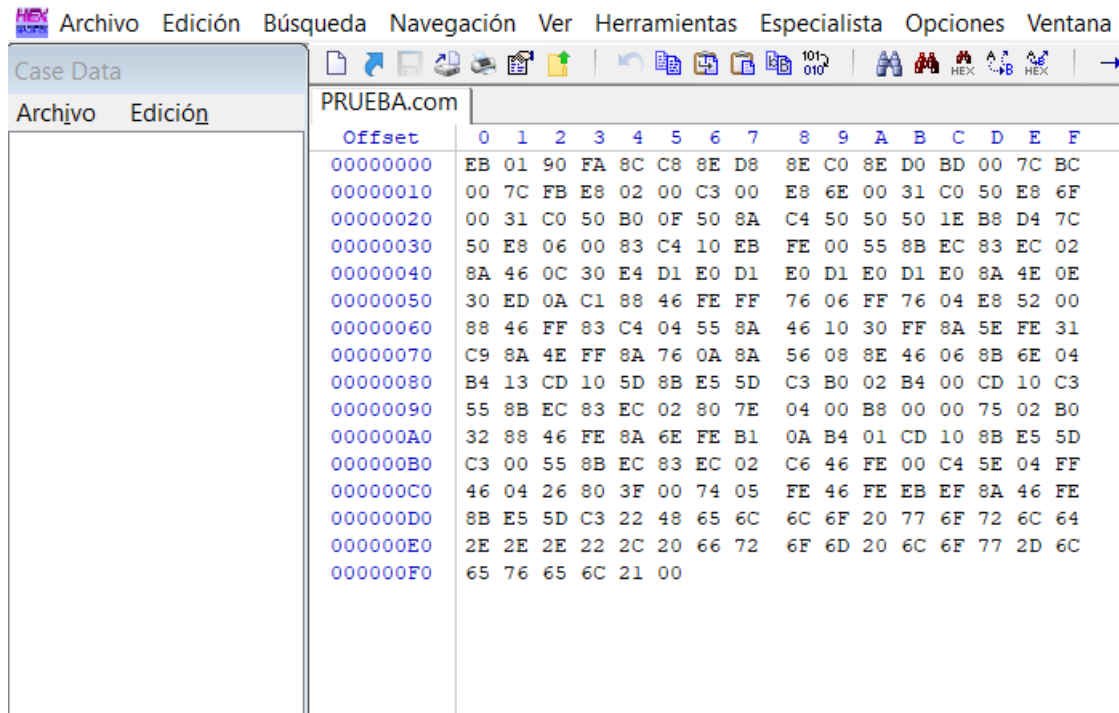 HEX Archivo Edición Búsqueda Navegación Ver Herramientas Especialista Opciones Ventana
Case Data
Archivo Edición
PRUEBA.com
Offset 0 1 2 3 4 5 6 7 8 9 A B C D E F
00000000 EB 01 90 FA 8C C8 8E D8 8E C0 8E D0 BD 00 7C BC
00000010 00 7C FB E8 02 00 C3 00 E8 6E 00 31 C0 50 E8 6F
00000020 00 31 C0 50 B0 0F 50 8A C4 50 50 50 1E B8 D4 7C
00000030 50 E8 06 00 83 C4 10 EB FE 00 55 8B EC 83 EC 02
00000040 8A 46 0C 30 E4 D1 E0 D1 E0 D1 E0 D1 E0 8A 4E 0E
00000050 30 ED 0A C1 88 46 FE FF 76 06 FF 76 04 E8 52 00
00000060 88 46 FF 83 C4 04 55 8A 46 10 30 FF 8A 5E FE 31
00000070 C9 8A 4E FF 8A 76 0A 8A 56 08 8E 46 06 8B 6E 04
00000080 B4 13 CD 10 5D 8B E5 5D C3 B0 02 B4 00 CD 10 C3
00000090 55 8B EC 83 EC 02 80 7E 04 00 B8 00 00 75 02 B0
000000A0 32 88 46 FE 8A 6E FE B1 0A B4 01 CD 10 8B E5 5D
000000B0 C3 00 55 8B EC 83 EC 02 C6 46 FE 00 C4 5E 04 FF
000000C0 46 04 26 80 3F 00 74 05 FE 46 FE EB EF 8A 46 FE
000000D0 8B E5 5D C3 22 48 65 6C 6C 6F 20 77 6F 72 6C 64
000000E0 2E 2E 2E 22 2C 20 66 72 6F 6D 20 6C 6F 77 2D 6C
000000F0 65 76 65 6C 21 00